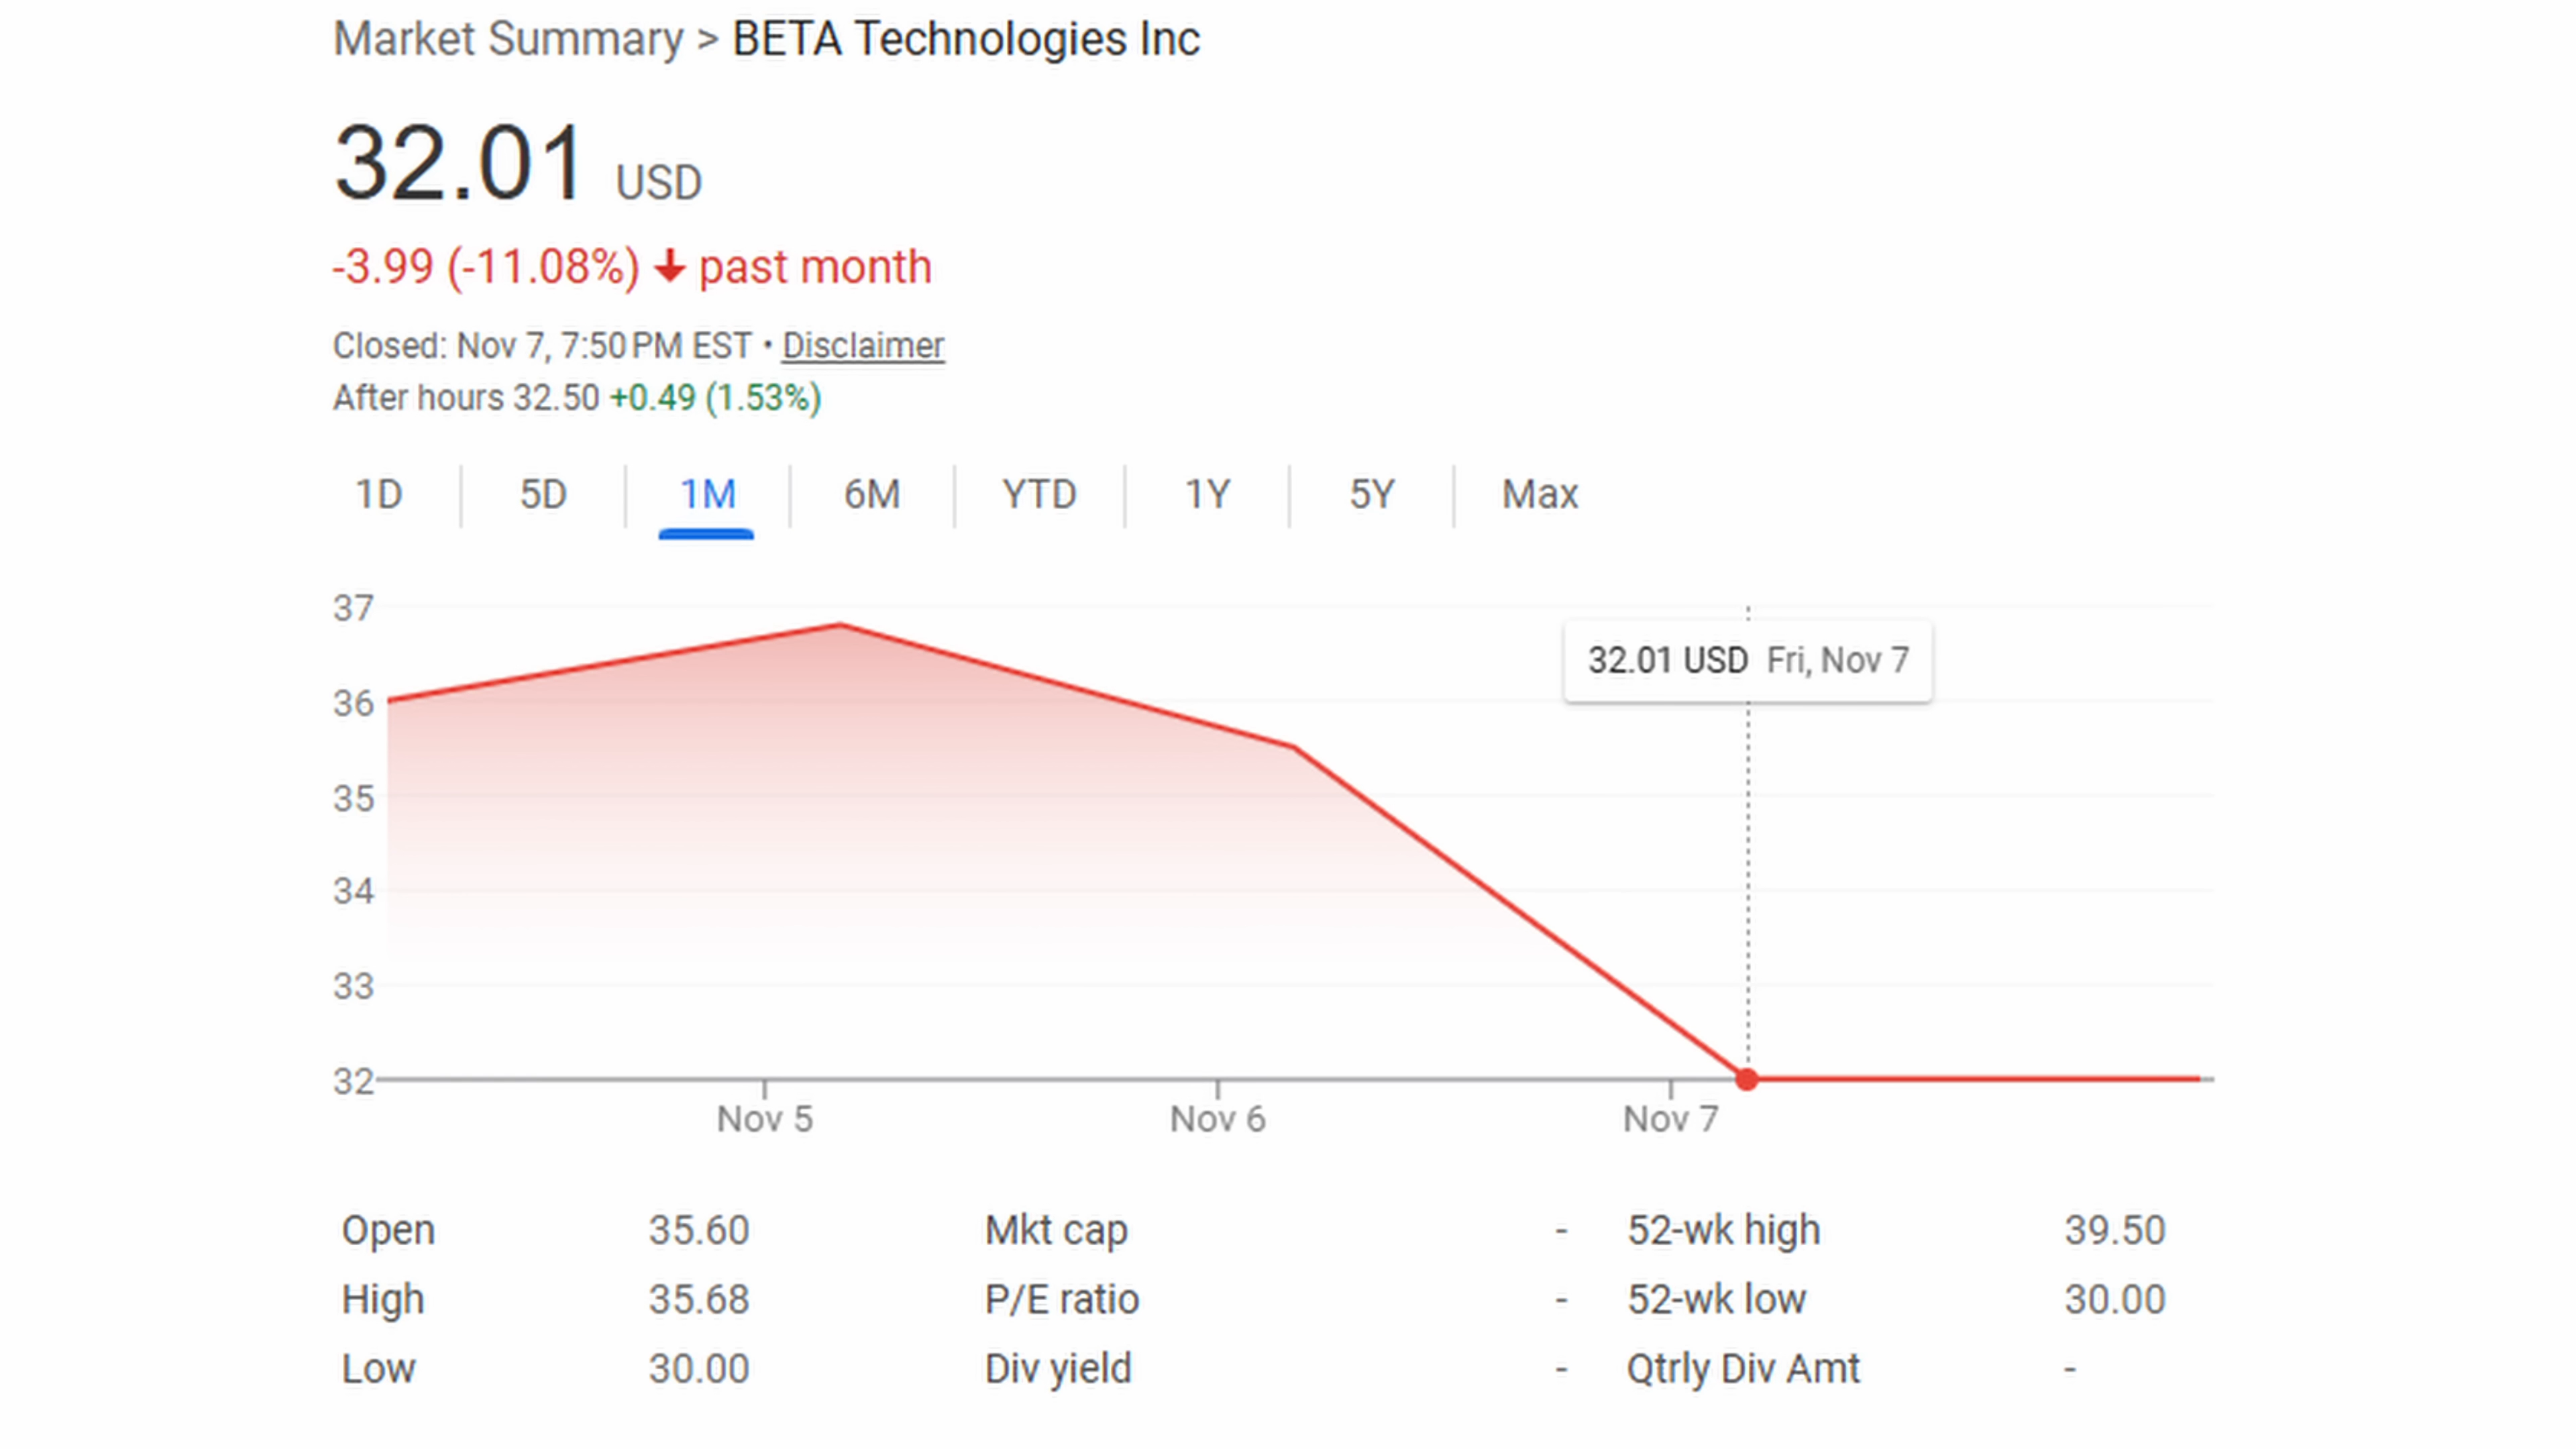 Market Summary > BETA Technologies Inc
32.01 USD
-3.99 (-11.08%) ↓ past month
Closed: Nov 7, 7:50 PM EST • Disclaimer
After hours 32.50 +0.49 (1.53%)
1D 5D 1M 6M YTD 1Y 5Y Max
37
32.01 USD Fri, Nov 7
36
35
34
33
32
Nov 5 Nov 6 Nov 7
Open 35.60 Mkt cap - 52-wk high 39.50
High 35.68 P/E ratio - 52-wk low 30.00
Low 30.00 Div yield - Qtrly Div Amt -